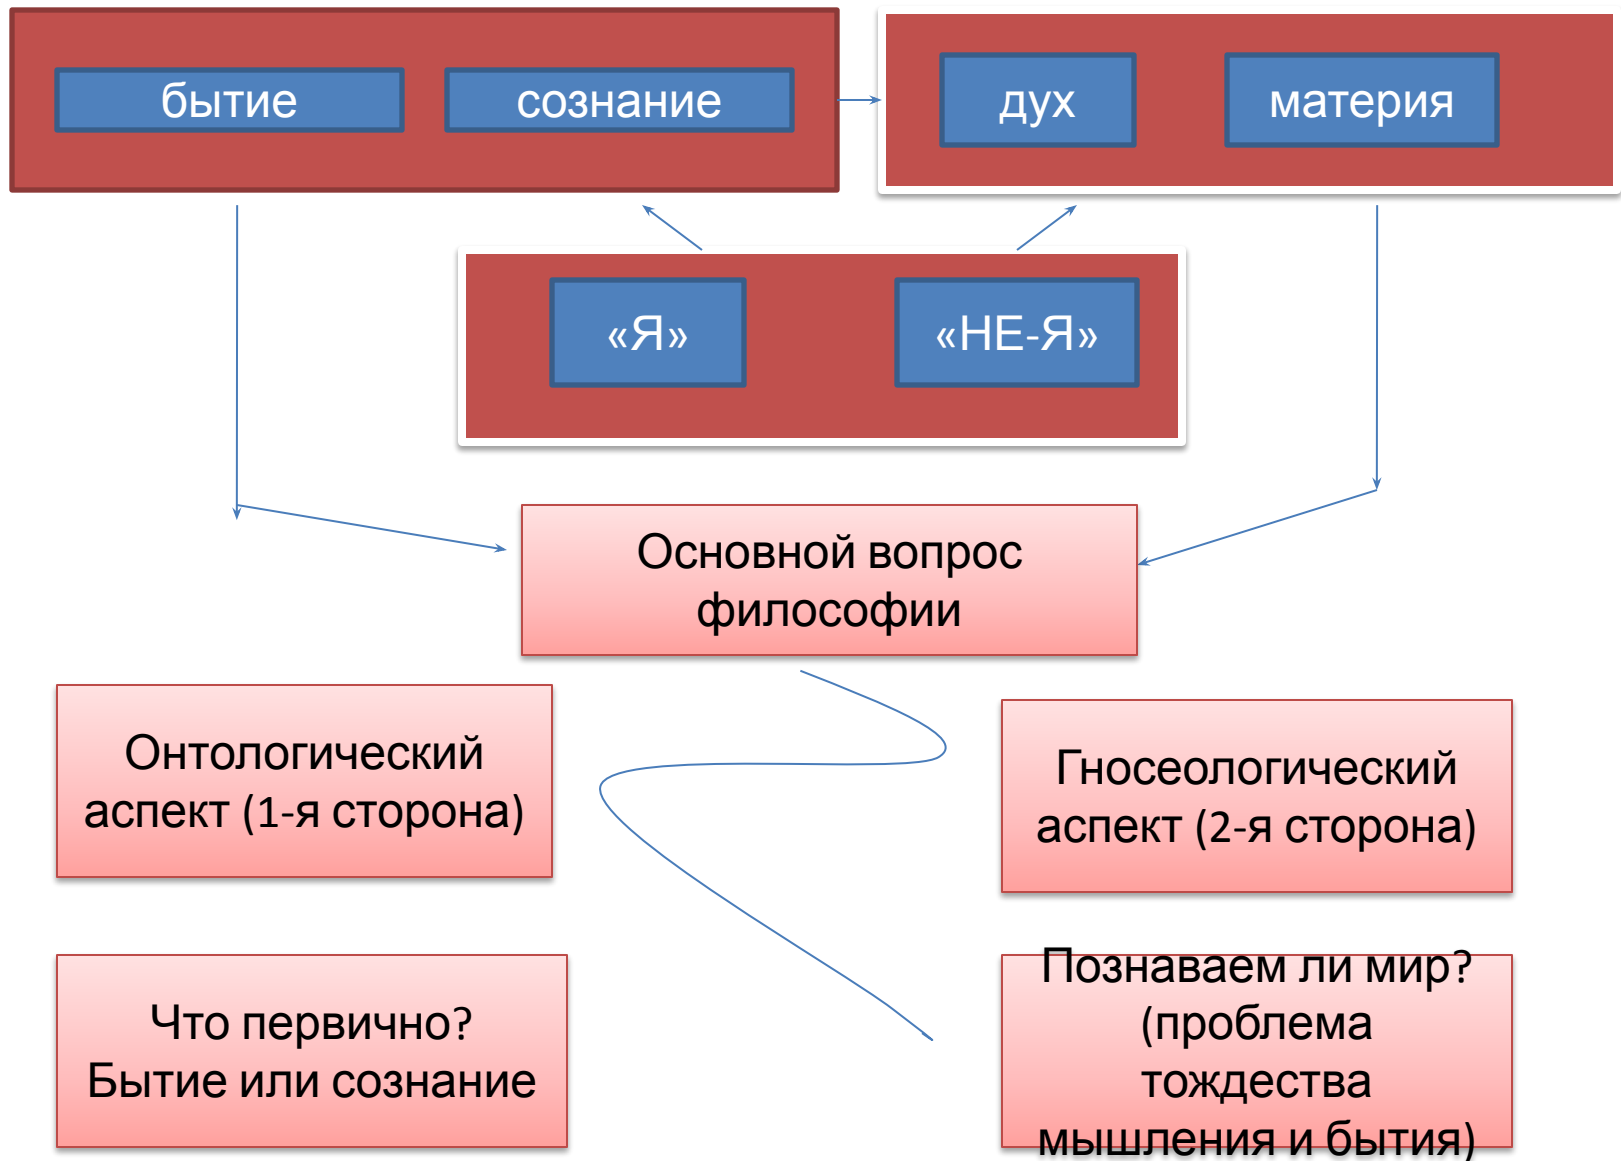 бытие
сознание
дух
материя
«Я»
«НЕ-Я»
Основной вопрос
философии
Онтологический
аспект (1-я сторона)
Гносеологический
аспект (2-я сторона)
Что первично?
Бытие или сознание
Познаваем ли мир?
(проблема
тождества
мышления и бытия)